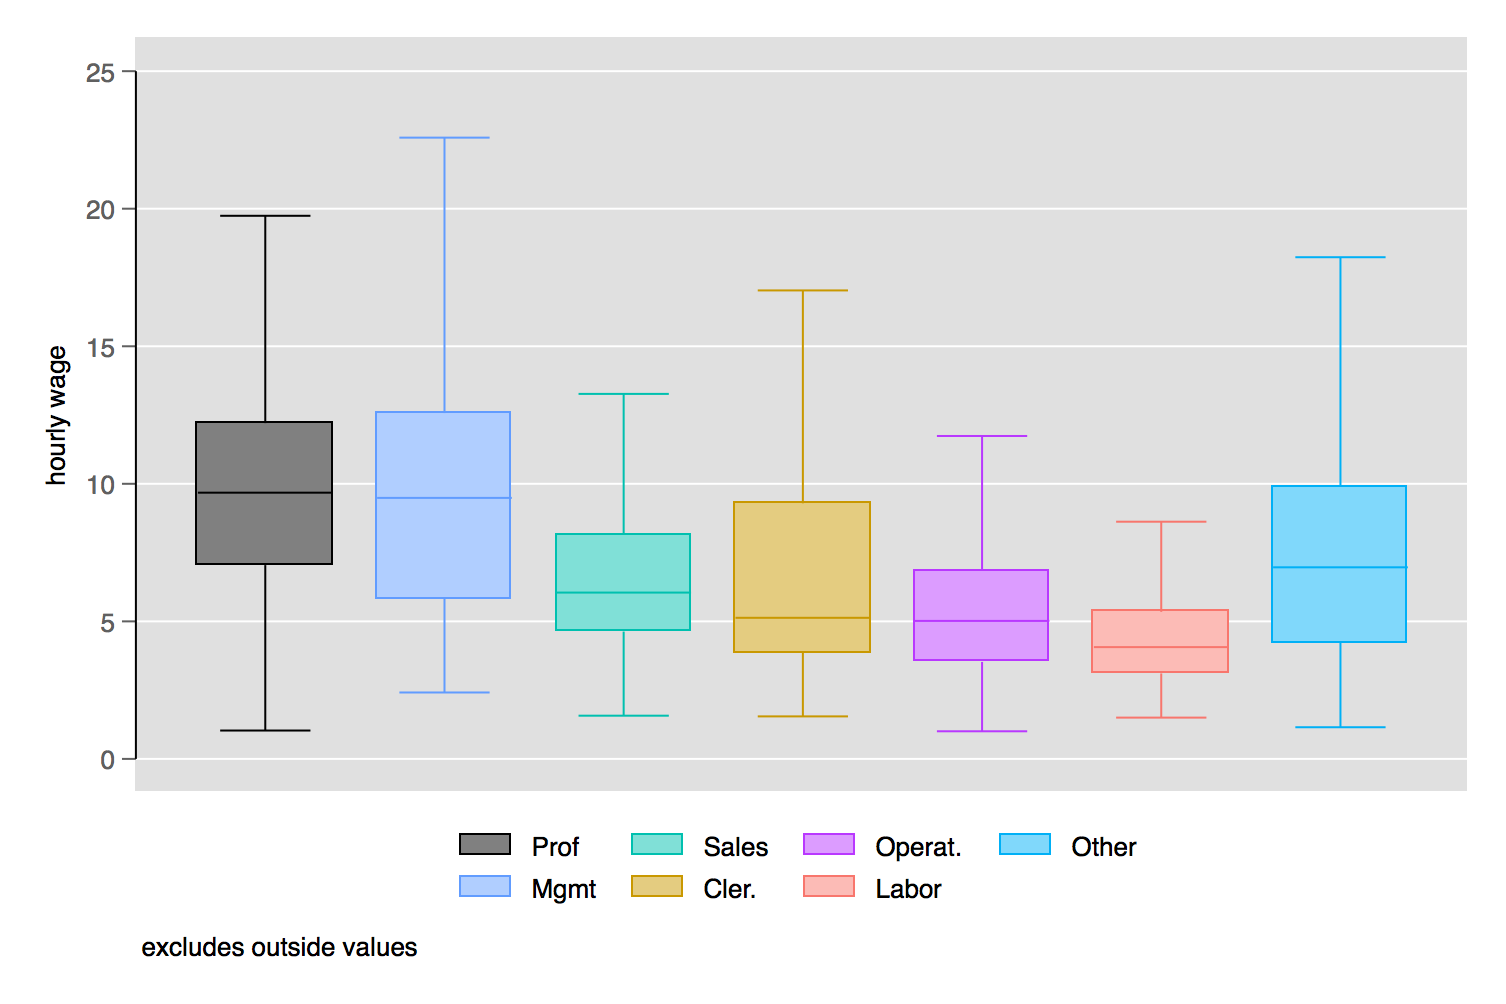 25
20
15
10
5
0
hourly wage
Prof Sales Operat. Other
Mgmt Cler. Labor
excludes outside values